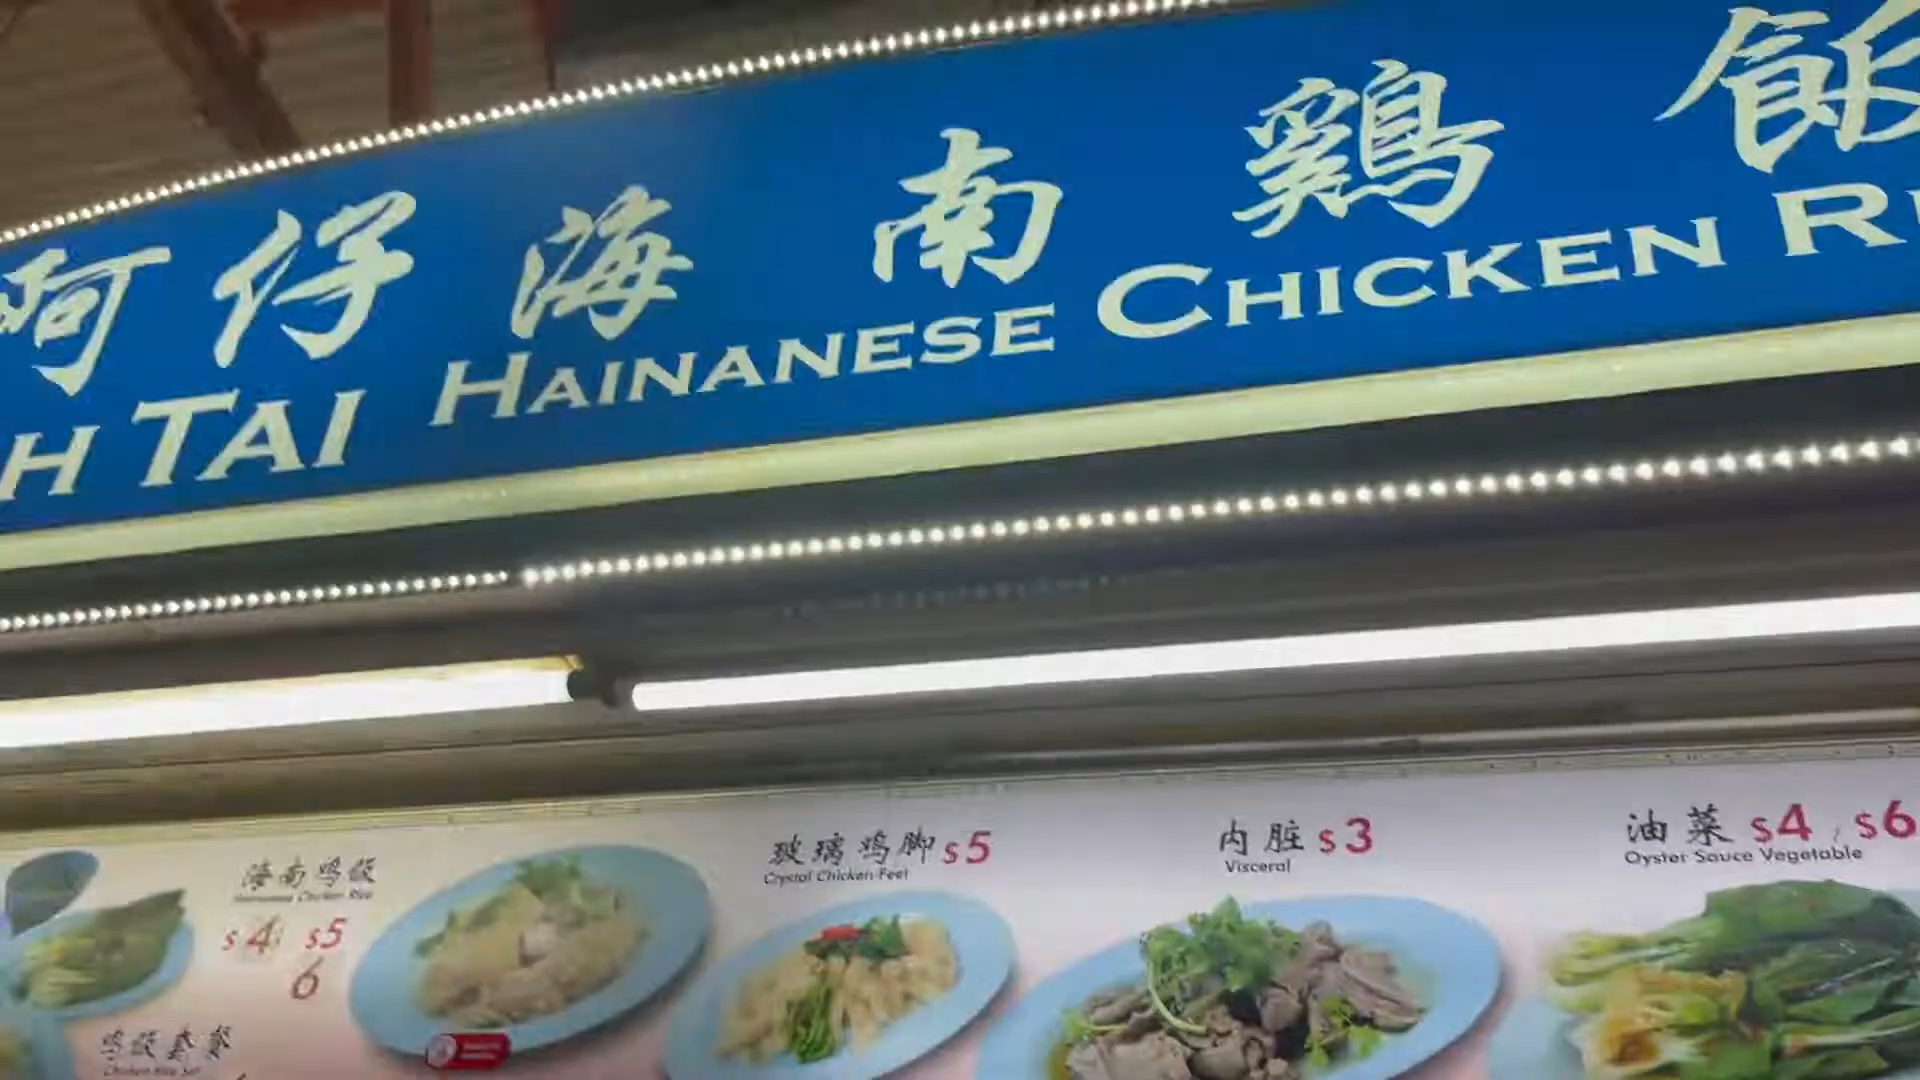 阿仔海南鷄飯
H TAI HAINANESE CHICKEN RI
海南鸡饭
Hainanese Chicken Rice
$4 $5
6
玻璃鸡脚 $5
Crystal Chicken Feet
内脏 $3
Visceral
油菜 $4, $6
Oyster Sauce Vegetable
鸡饭套餐
Chicken Rice Set